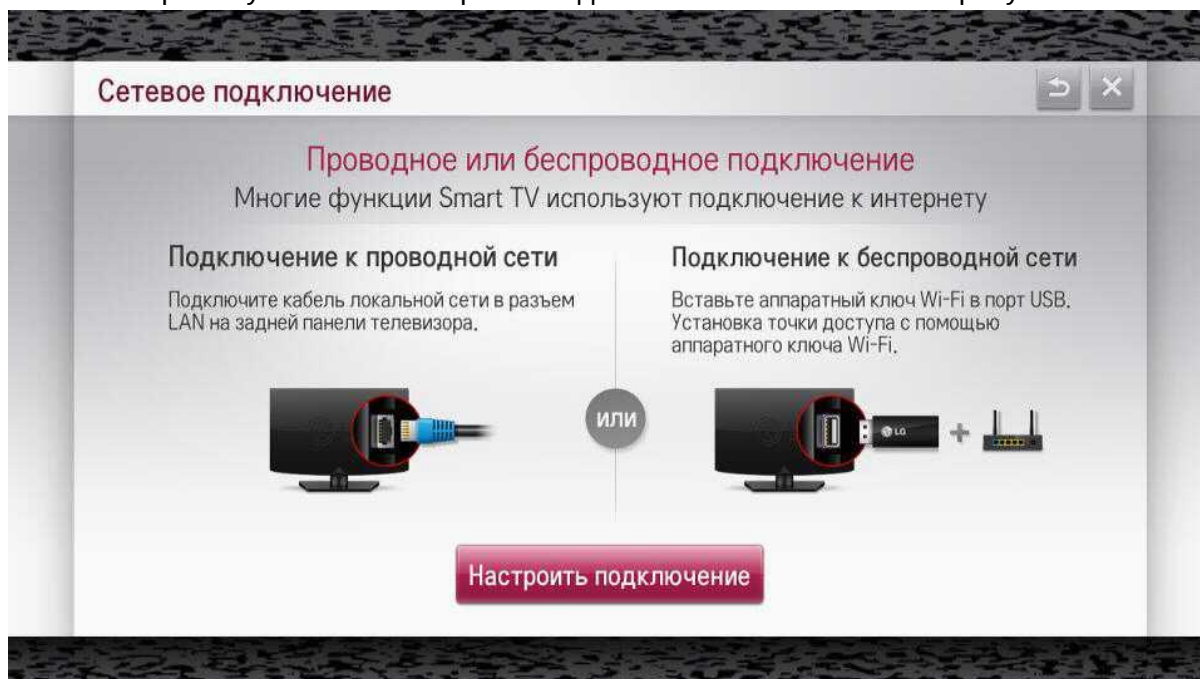 Сетевое подключение
Проводное или беспроводное подключение
Многие функции Smart TV используют подключение к интернету
Подключение к проводной сети
Подключите кабель локальной сети в разъем
LAN на задней панели телевизора.
Подключение к беспроводной сети
Вставьте аппаратный ключ Wi-Fi в порт USB.
Установка точки доступа с помощью
аппаратного ключа Wi-Fi.
ИЛИ
LG
Настроить подключение